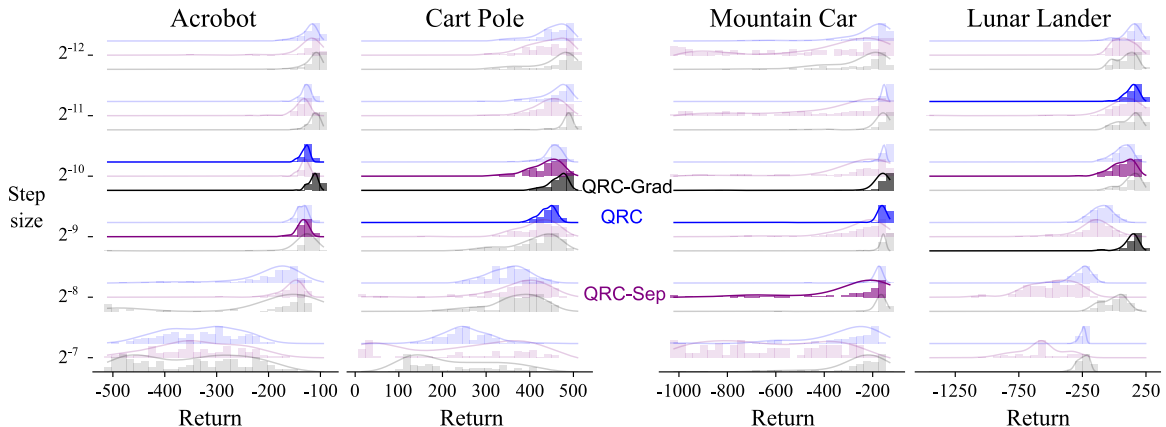 Acrobot Cart Pole Mountain Car Lunar Lander
2-12
2-11
2-10
QRC-Grad
Step
size
2-9
QRC
2-8
QRC-Sep
2-7
-500 -400 -300 -200 -100 0 100 200 300 400 500 -1000 -800 -600 -400 -200 -1250 -750 -250 250
Return Return Return Return